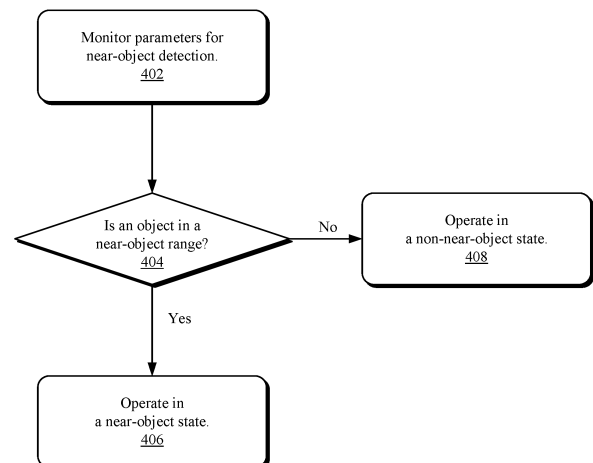 Monitor parameters for
near-object detection.
402
Is an object in a
near-object range?
404
No
Operate in
a non-near-object state.
408
Yes
Operate in
a near-object state.
406